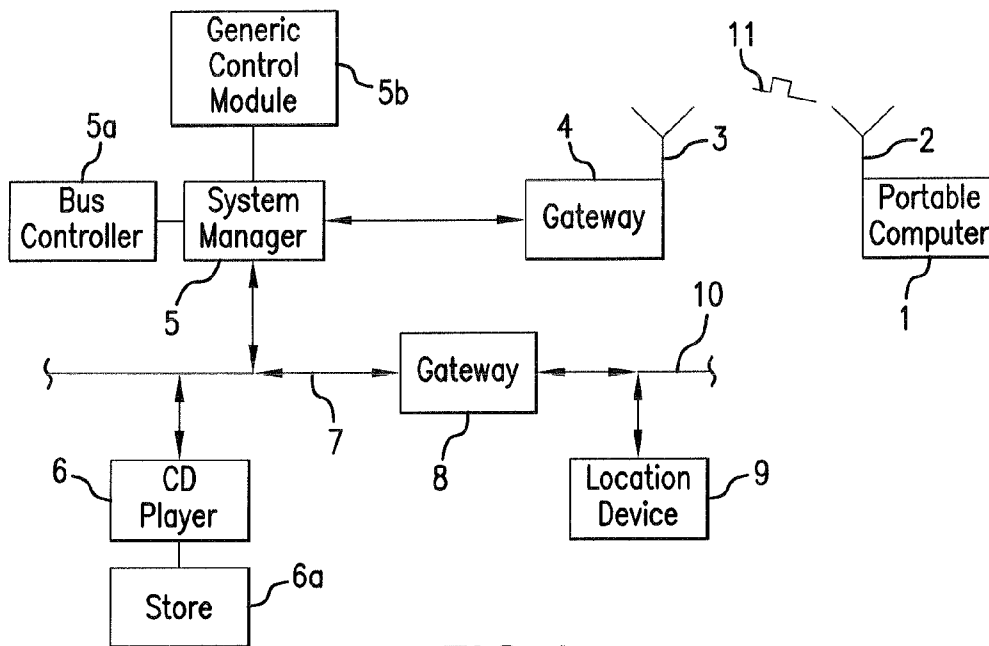 Generic
Control
Module
5b
11
5a
4
3
2
Bus
Controller
System
Manager
Gateway
Portable
Computer
5
1
10
Gateway
7
8
6
CD
Player
Location
Device
9
6a
Store